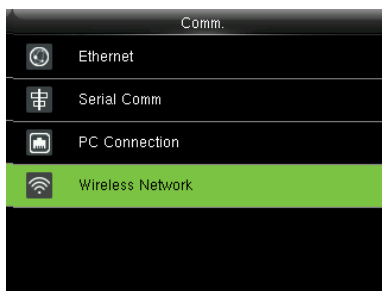 Comm.
Ethernet
Serial Comm
PC Connection
Wireless Network